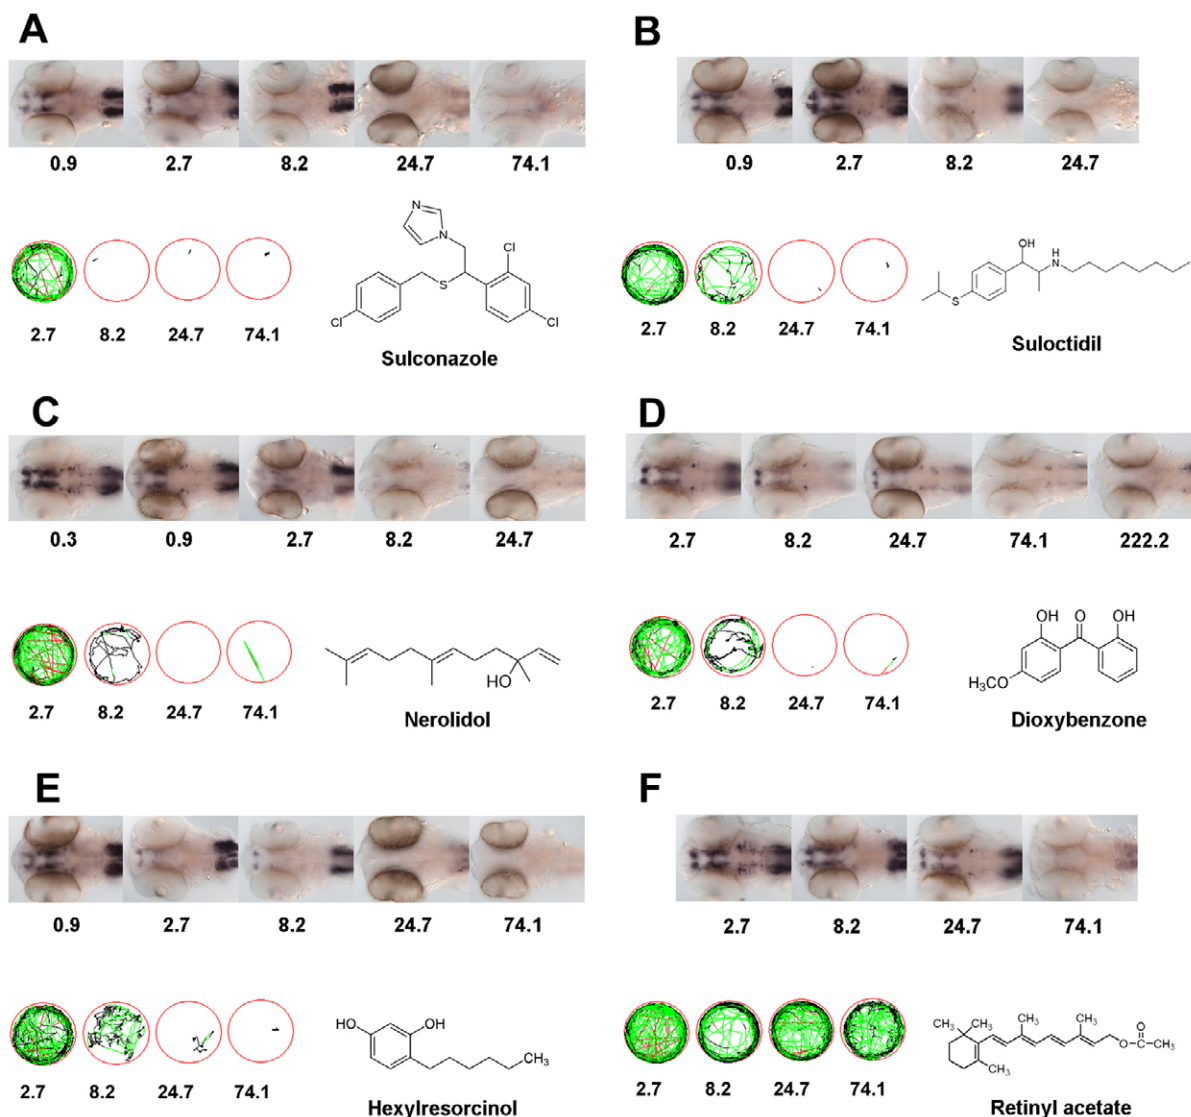 A
B
0.9 2.7 8.2 24.7 74.1
0.9 2.7 8.2 24.7
N
N
Cl
S
Cl
Cl
OH
H
N
S
2.7 8.2 24.7 74.1
Sulconazole
2.7 8.2 24.7 74.1
Suloctidil
C
D
0.3 0.9 2.7 8.2 24.7
2.7 8.2 24.7 74.1 222.2
HO
OH O OH
H3CO
2.7 8.2 24.7 74.1
Nerolidol
2.7 8.2 24.7 74.1
Dioxybenzone
E
F
0.9 2.7 8.2 24.7 74.1
2.7 8.2 24.7 74.1
HO OH
CH3
CH3 CH3 CH3 CH3 O
O CH3
CH3
2.7 8.2 24.7 74.1
Hexylresorcinol
2.7 8.2 24.7 74.1
Retinyl acetate